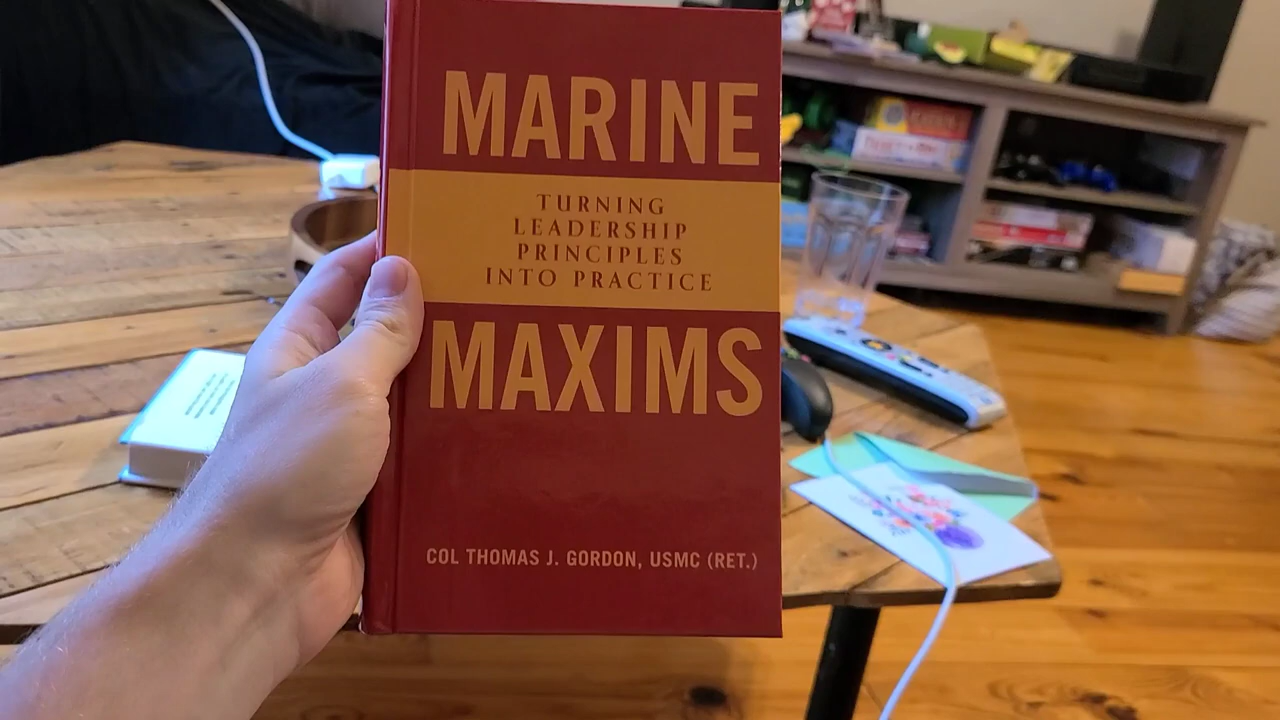 MARINE
TURNING
LEADERSHIP
PRINCIPLES
INTO PRACTICE
MAXIMS
COL THOMAS J. GORDON, USMC (RET.)